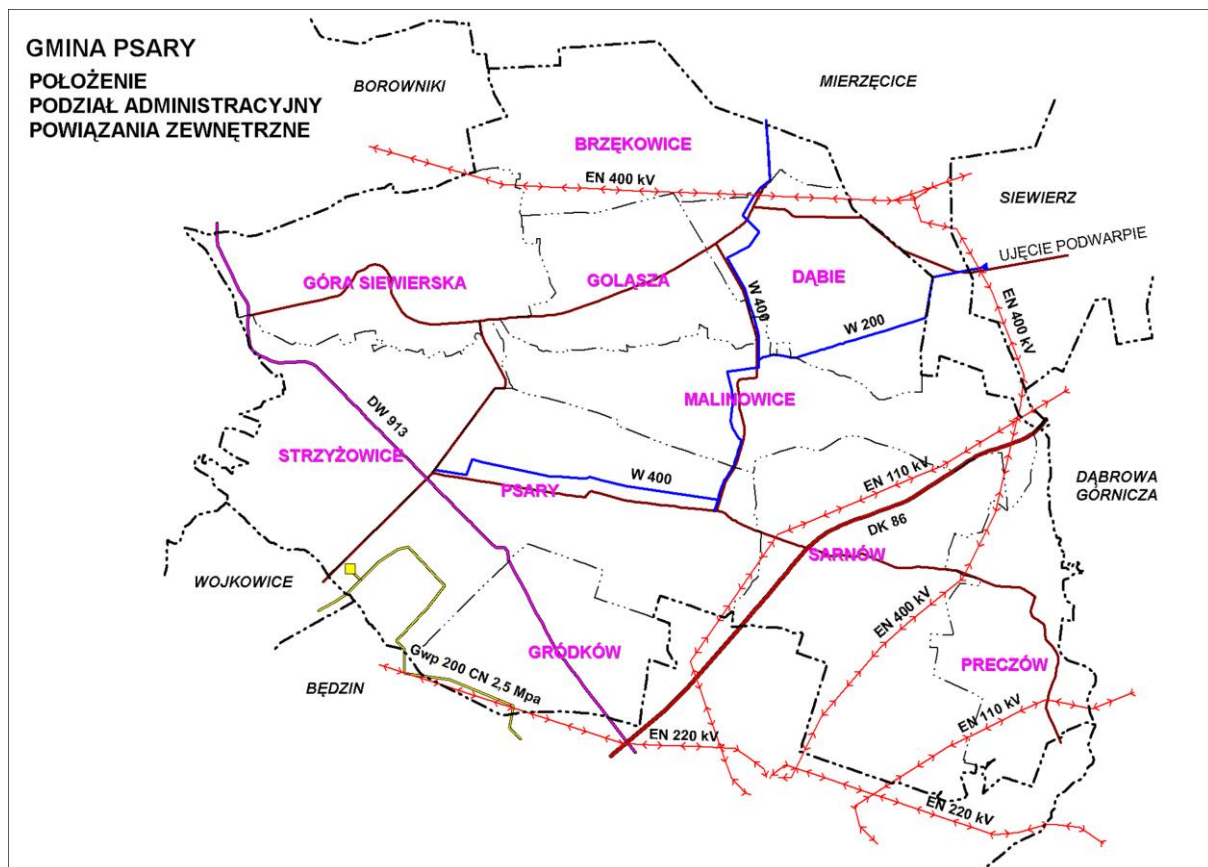 GMINA PSARY
POŁOŻENIE
PODZIAŁ ADMINISTRACYJNY
POWIĄZANIA ZEWNĘTRZNE
BOROWNIKI
MIERZĘCICE
BRZĘKOWICE
EN 400 kV
SIEWIERZ
UJĘCIE PODWARPIE
GÓRA SIEWIERSKA
GOLĄSZA
DĄBIE
W 400
EN 400 kV
W 200
MALINOWICE
DW 913
STRZYŻOWICE
W 400
PSARY
EN 110 kV
DĄBROWA
GÓRNICZA
DK 86
SARNÓW
WOJKOWICE
EN 400 kV
GRÓDKÓW
PRECZÓW
BĘDZIN
Gwp 200 CN 2,5 Mpa
EN 110 kV
EN 220 kV
EN 220 kV